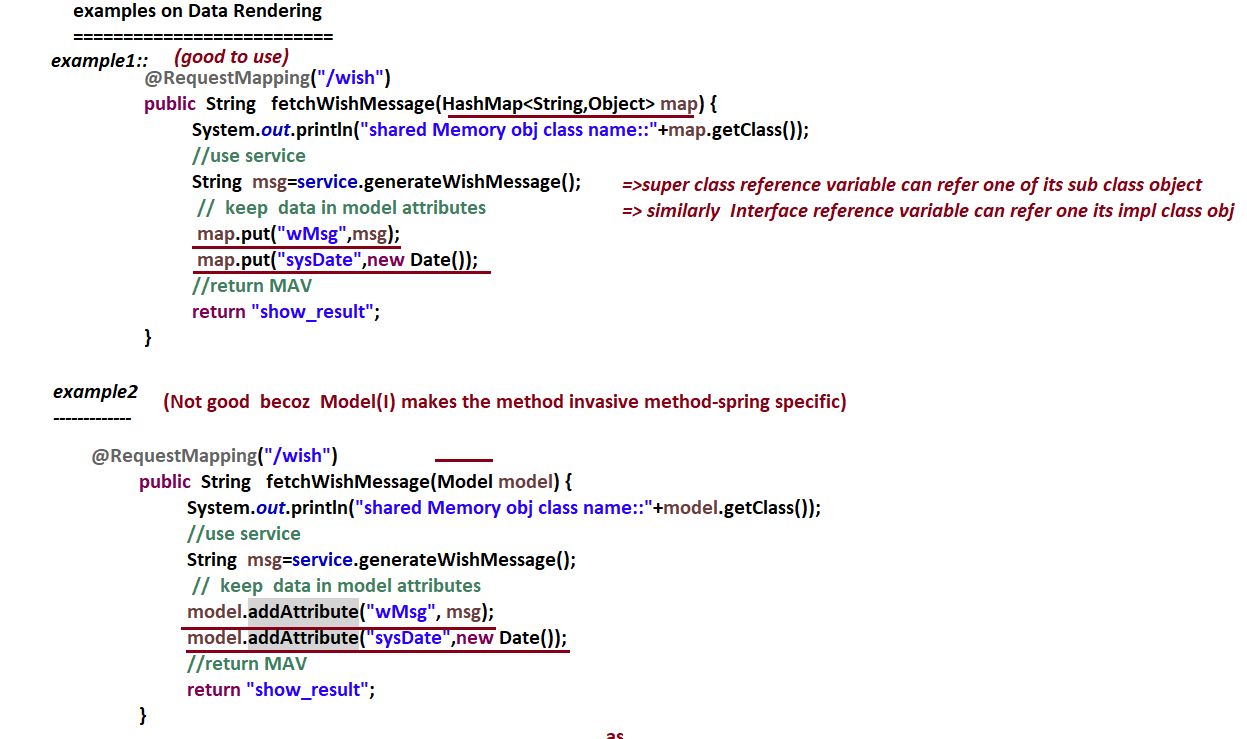 examples on Data Rendering
==========================
example1:: (good to use)
@RequestMapping("/wish")
public String fetchWishMessage(HashMap<String,Object> map) {
System.out.println("shared Memory obj class name::"+map.getClass());
//use service
String msg=service.generateWishMessage(); =>super class reference variable can refer one of its sub class object
// keep data in model attributes => similarly Interface reference variable can refer one its impl class obj
map.put("wMsg",msg);
map.put("sysDate",new Date());
//return MAV
return "show_result";
}
example2 (Not good becoz Model(I) makes the method invasive method-spring specific)
-------------
@RequestMapping("/wish")
public String fetchWishMessage(Model model) {
System.out.println("shared Memory obj class name::"+model.getClass());
//use service
String msg=service.generateWishMessage();
// keep data in model attributes
model.addAttribute("wMsg", msg);
model.addAttribute("sysDate",new Date());
//return MAV
return "show_result";
}
as